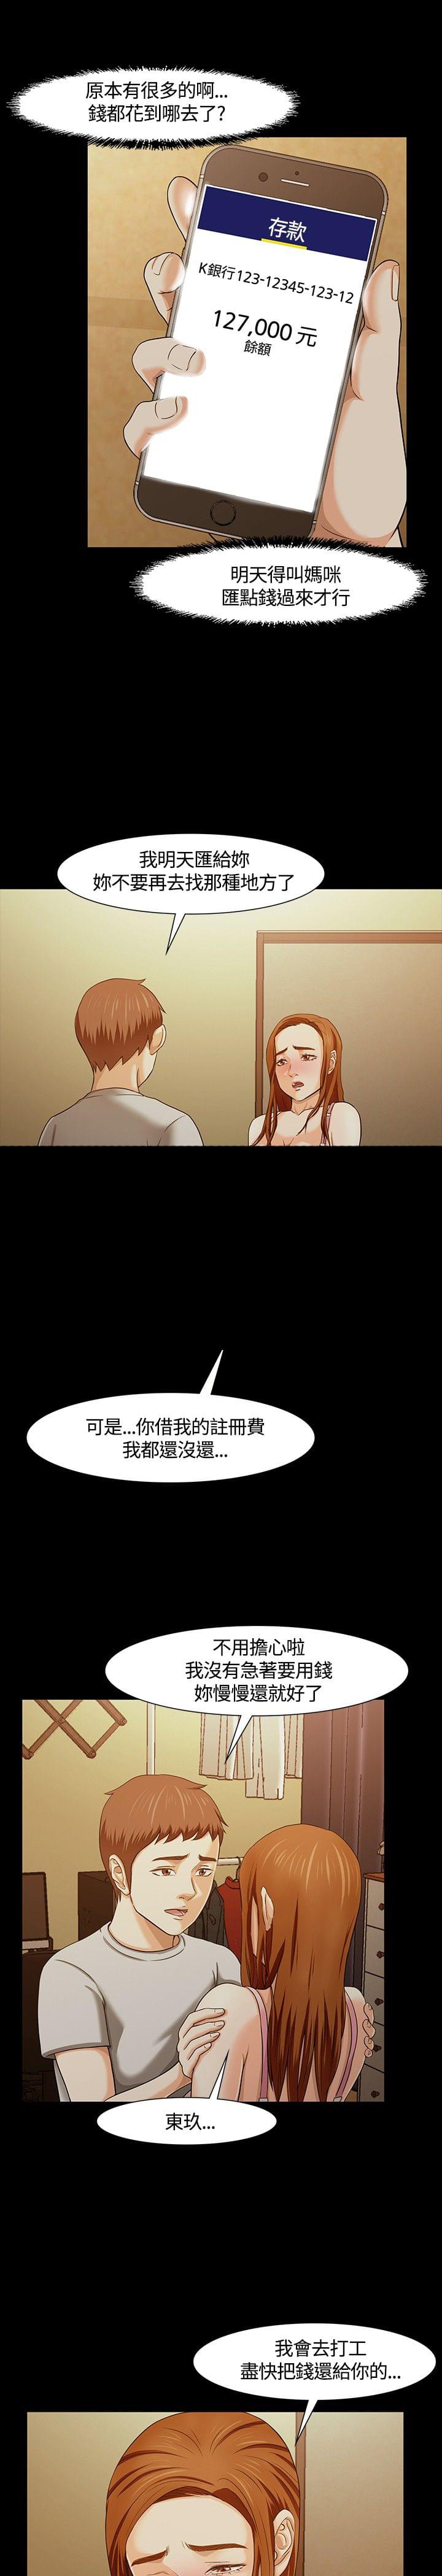 原本有很多的啊...
錢都花到哪去了?
存款
K銀行123-12345-123-12
127,000 元
餘額
明天得叫媽咪
匯點錢過來才行
我明天匯給妳
妳不要再去找那種地方了
可是...你借我的註冊費
我都還沒還...
不用擔心啦
我沒有急著要用錢
妳慢慢還就好了
東玖...
我會去打工
盡快把錢還給你的...